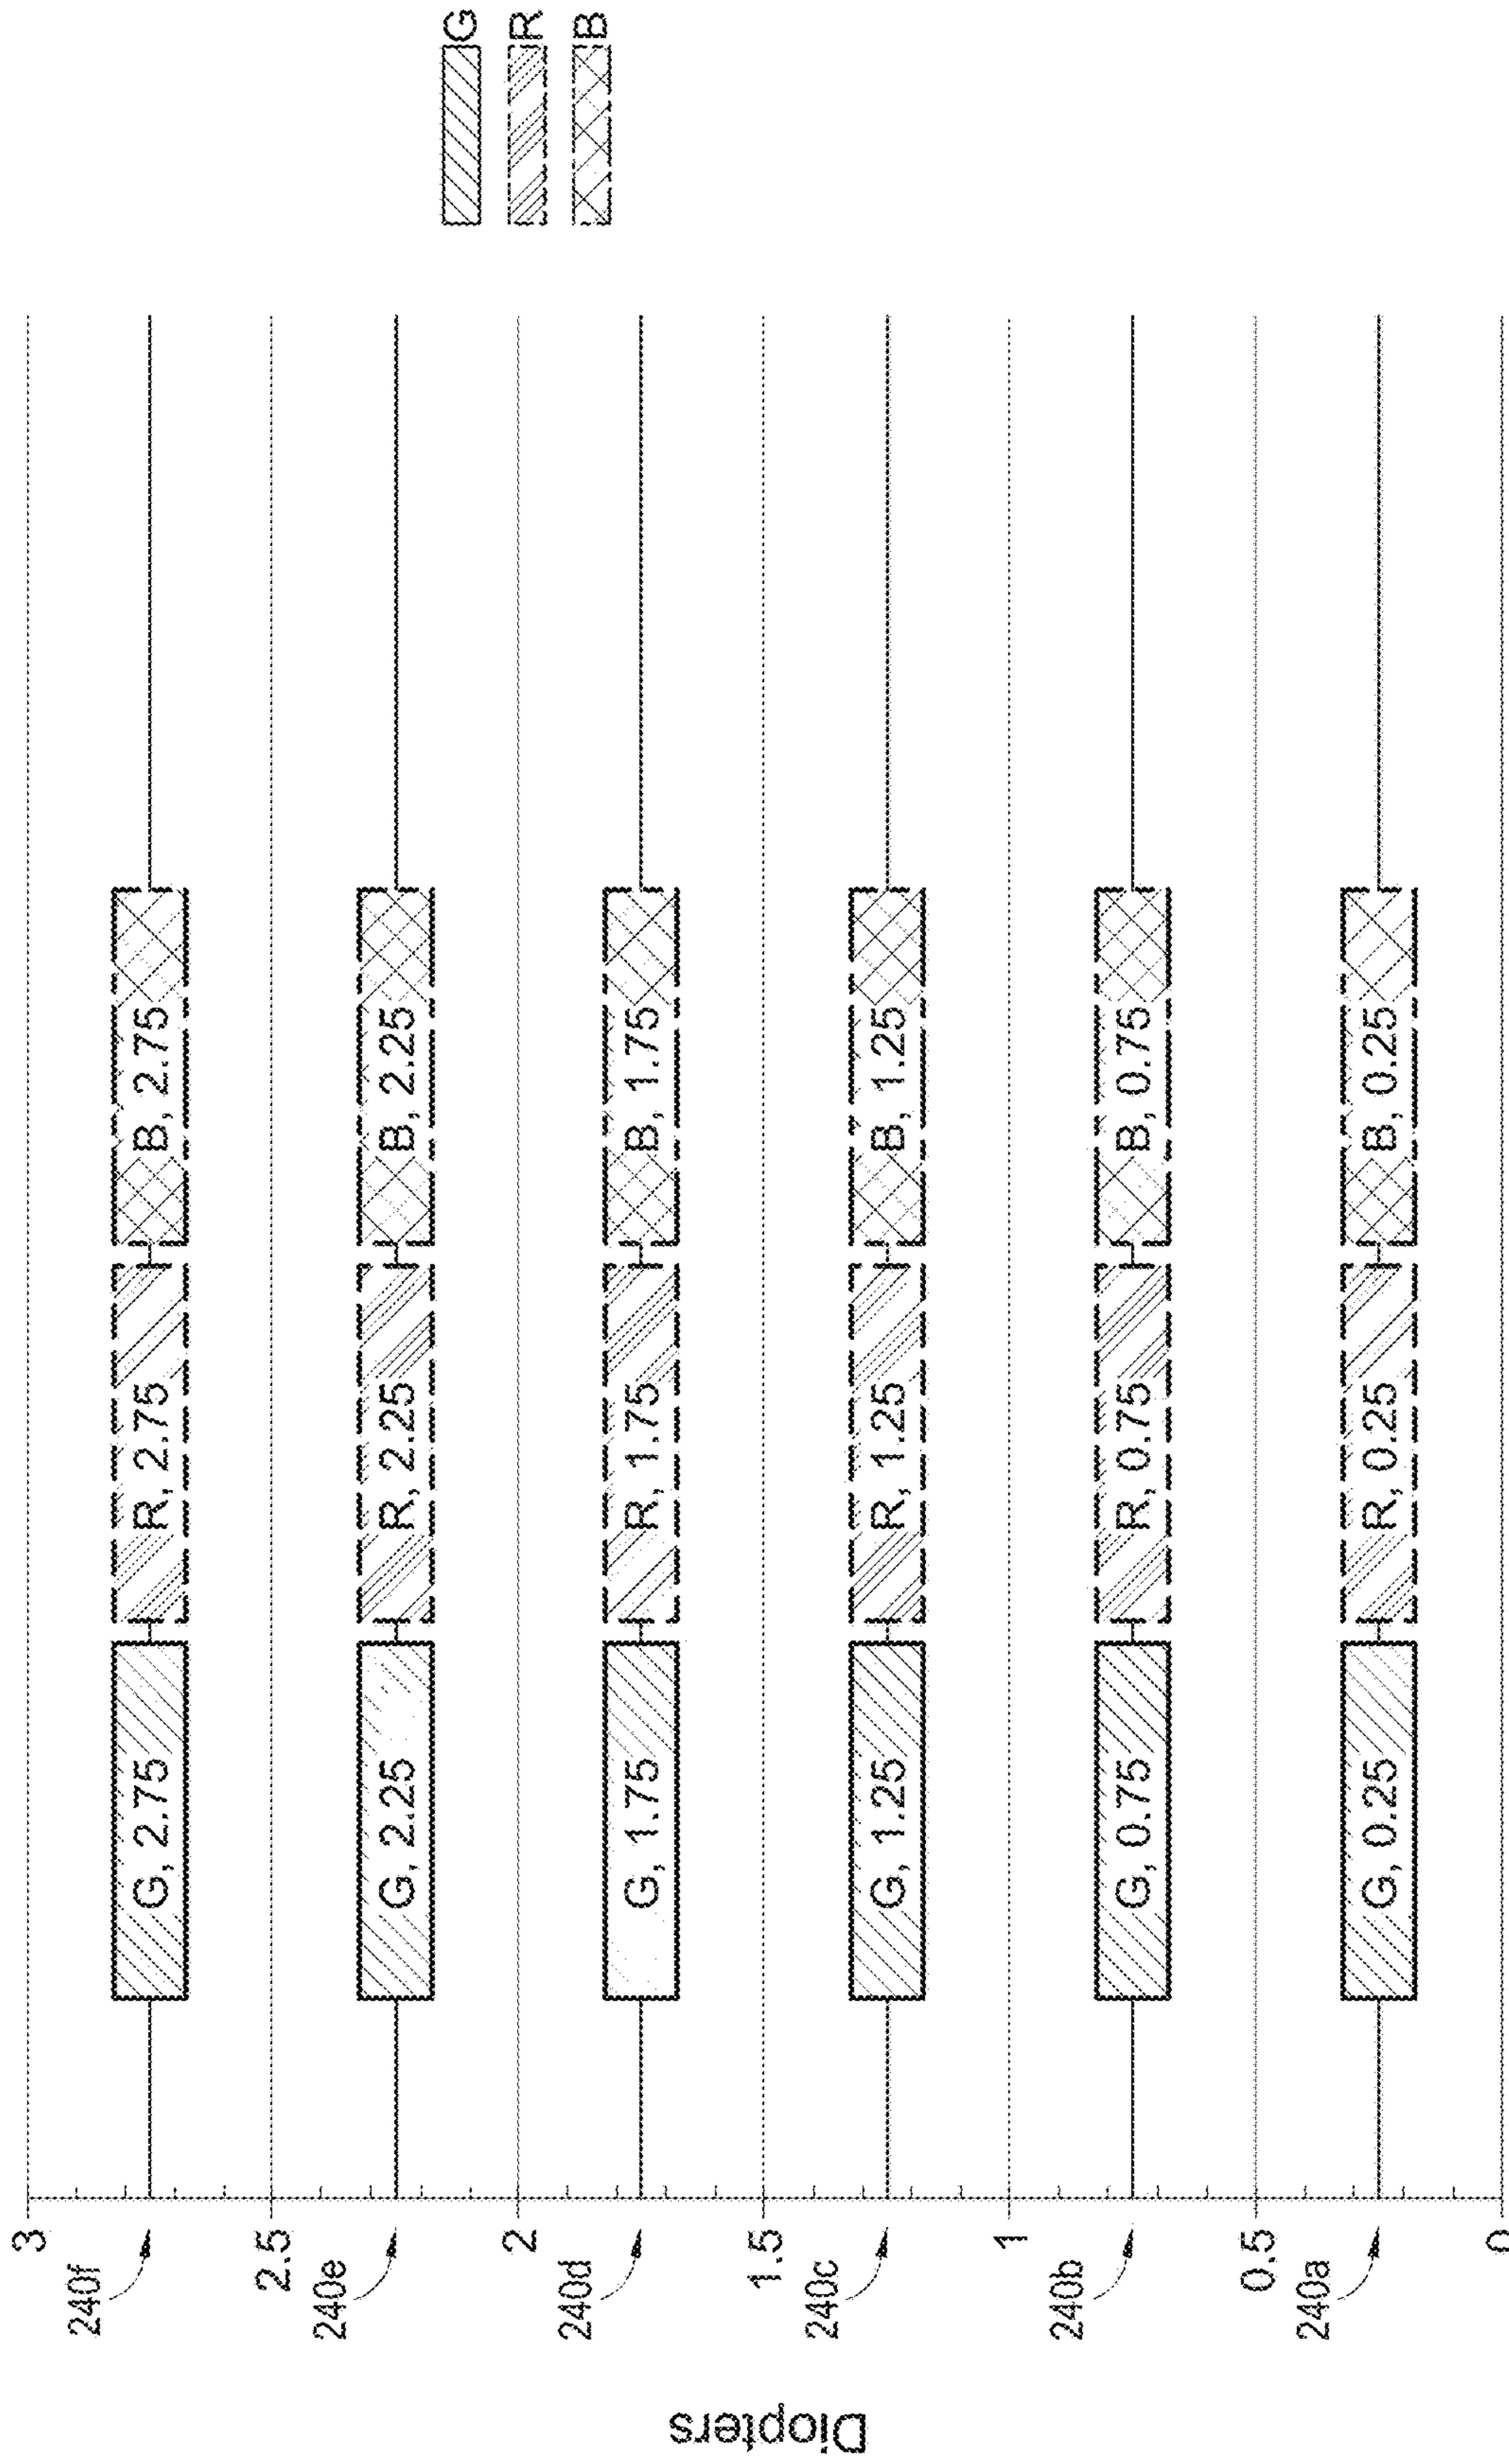 Diopters
3
240f
G, 2.75
R, 2.75
B, 2.75
2.5
240e
G, 2.25
R, 2.25
B, 2.25
2
240d
G, 1.75
R, 1.75
B, 1.75
1.5
240c
G, 1.25
R, 1.25
B, 1.25
1
240b
G, 0.75
R, 0.75
B, 0.75
0.5
240a
G, 0.25
R, 0.25
B, 0.25
0
G
R
B